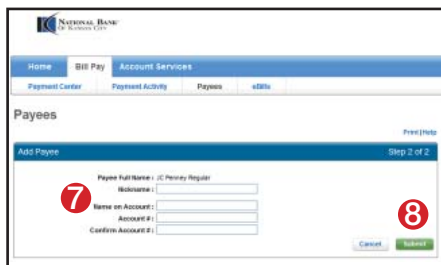 NATIONAL BANK
OF KANSAS CITY
Home Bill Pay Account Services
Payment Center Payment Activity Payees eBills
Payees
Print | Help
Add Payee Step 2 of 2
Payee Full Name : JC Penney Regular
Nickname :
7
Name on Account :
Account # :
Confirm Account # :
8
Cancel Submit